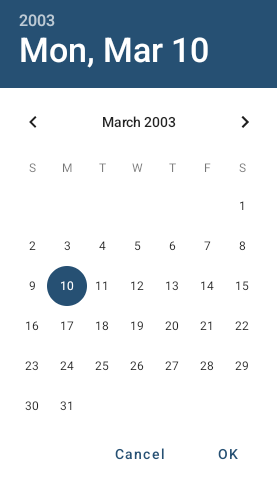 2003
Mon, Mar 10
March 2003
S M T W T F S
1
2 3 4 5 6 7 8
9 10 11 12 13 14 15
16 17 18 19 20 21 22
23 24 25 26 27 28 29
30 31
Cancel OK